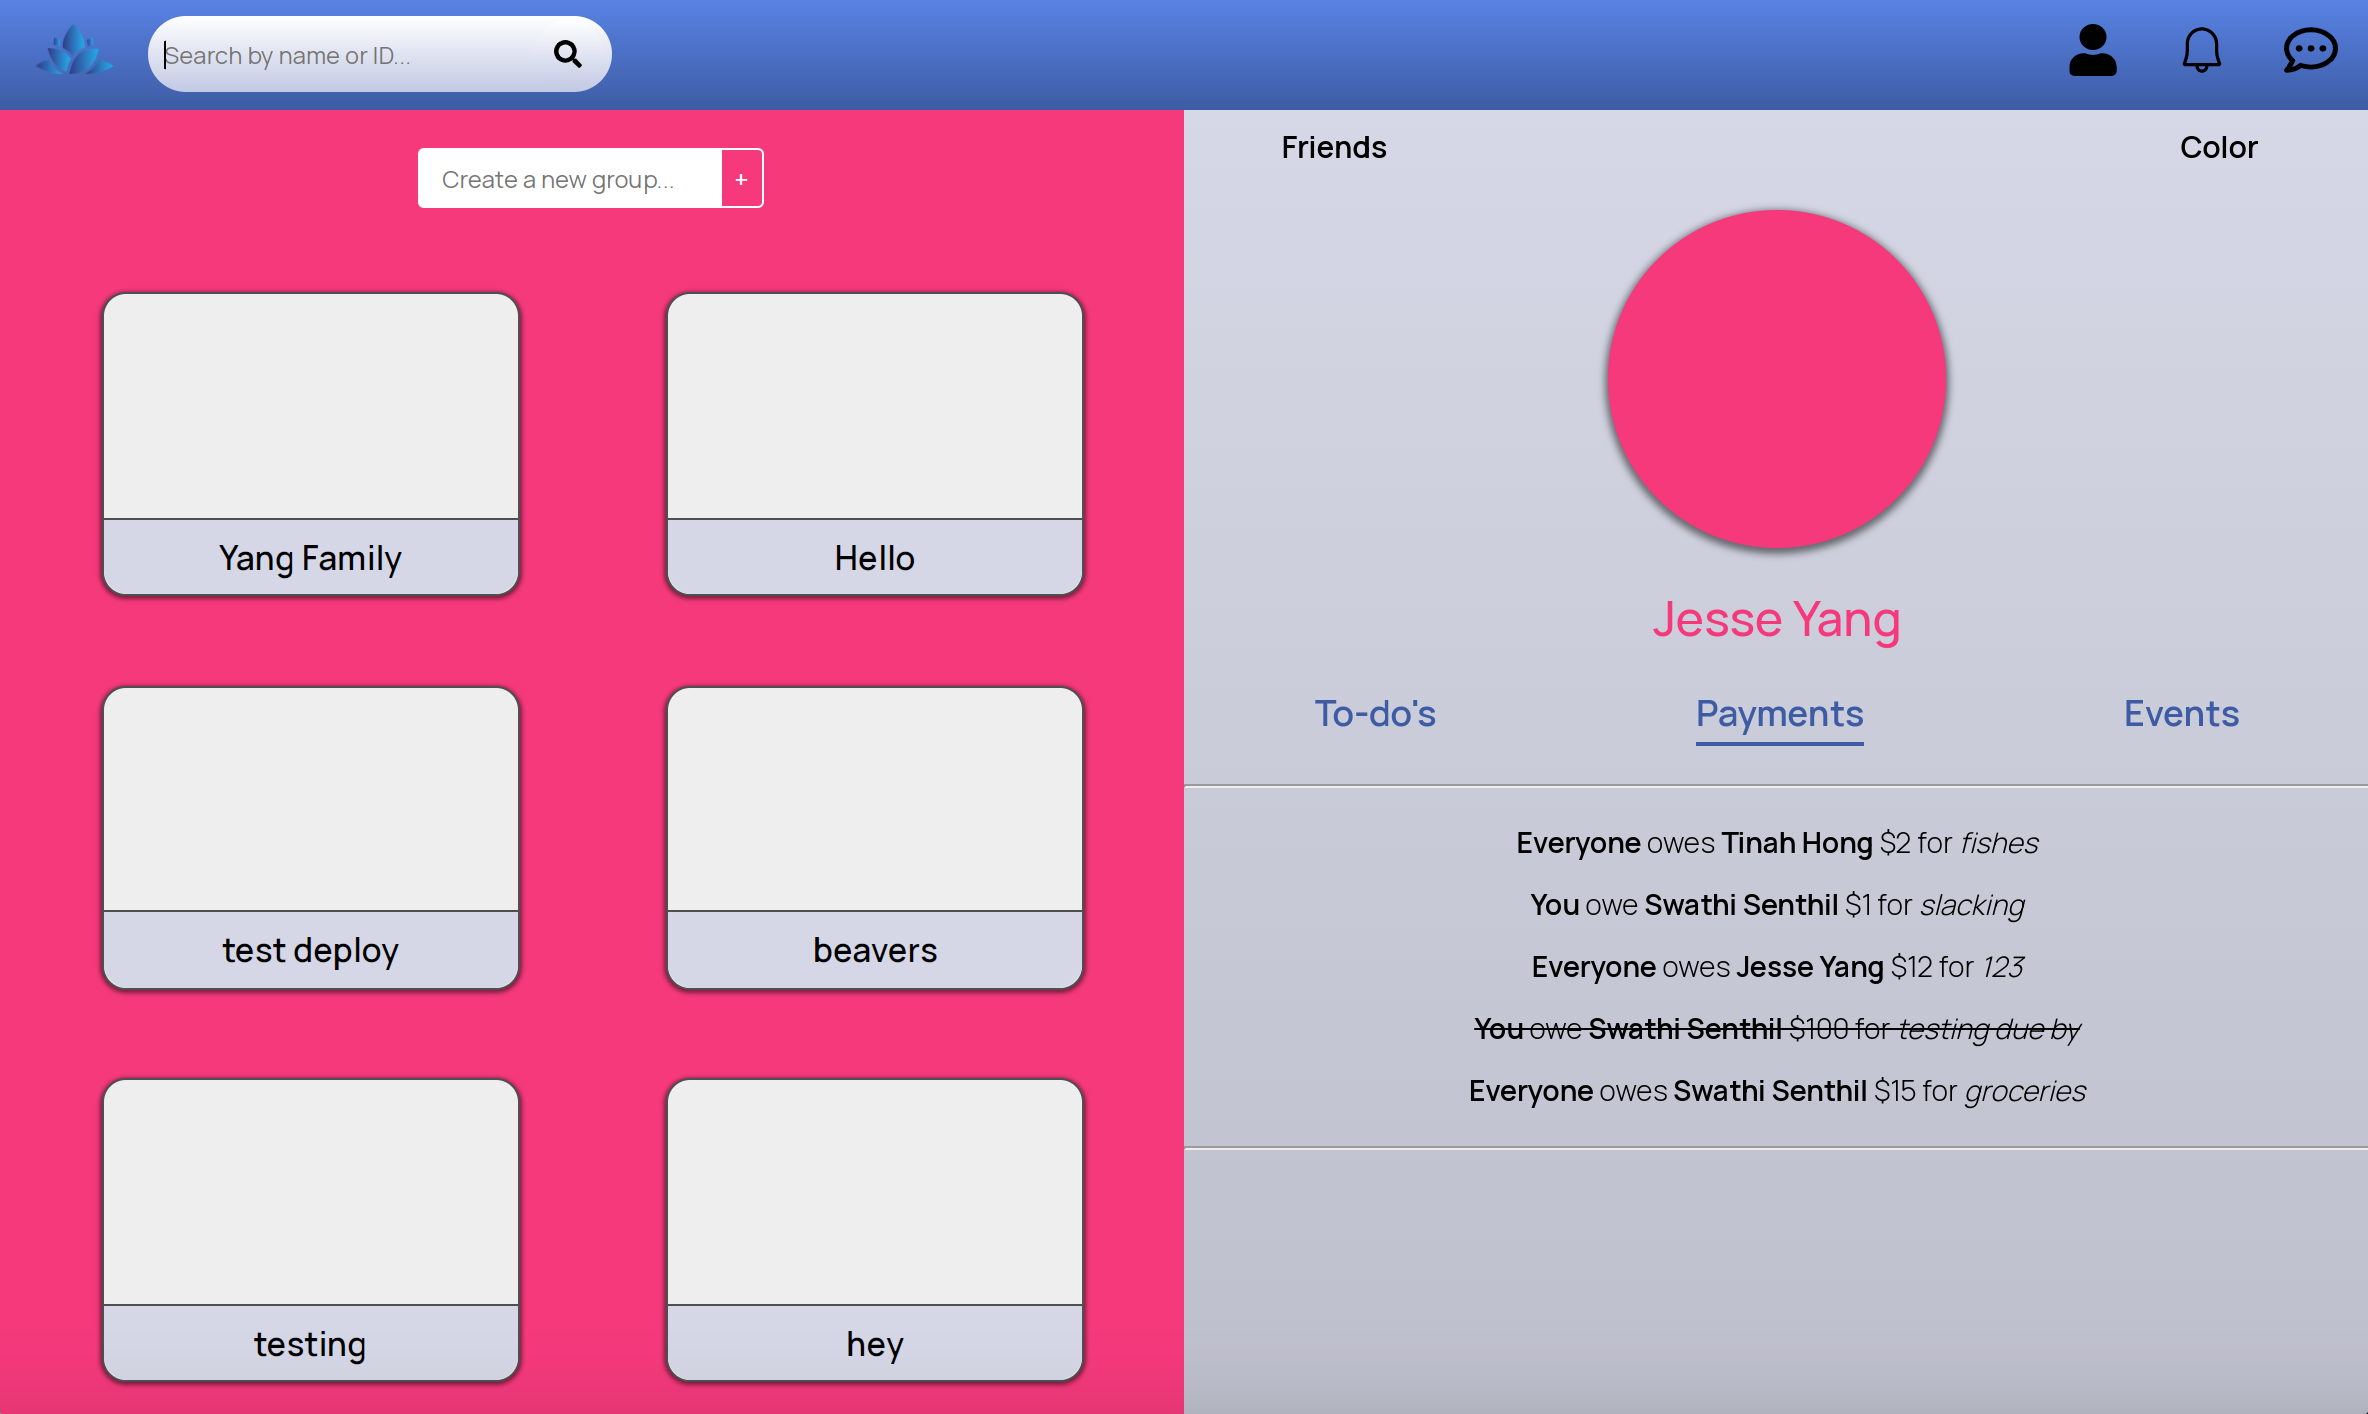 Search by name or ID...
Create a new group...
+
Yang Family
Hello
test deploy
beavers
testing
hey
Friends
Color
Jesse Yang
To-do's
Payments
Events
Everyone owes Tinah Hong $2 for fishes
You owe Swathi Senthil $1 for slacking
Everyone owes Jesse Yang $12 for 123
You owe Swathi Senthil $100 for testing due by
Everyone owes Swathi Senthil $15 for groceries